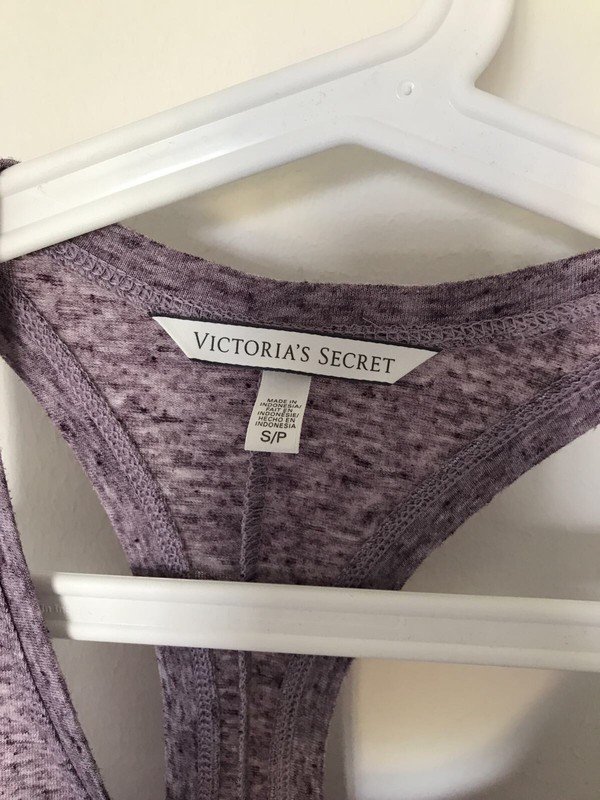 VICTORIA'S SECRET
MADE IN
INDONESIA/
FAIT EN
INDONESIE/
HECHO EN
INDONESIA
S/P